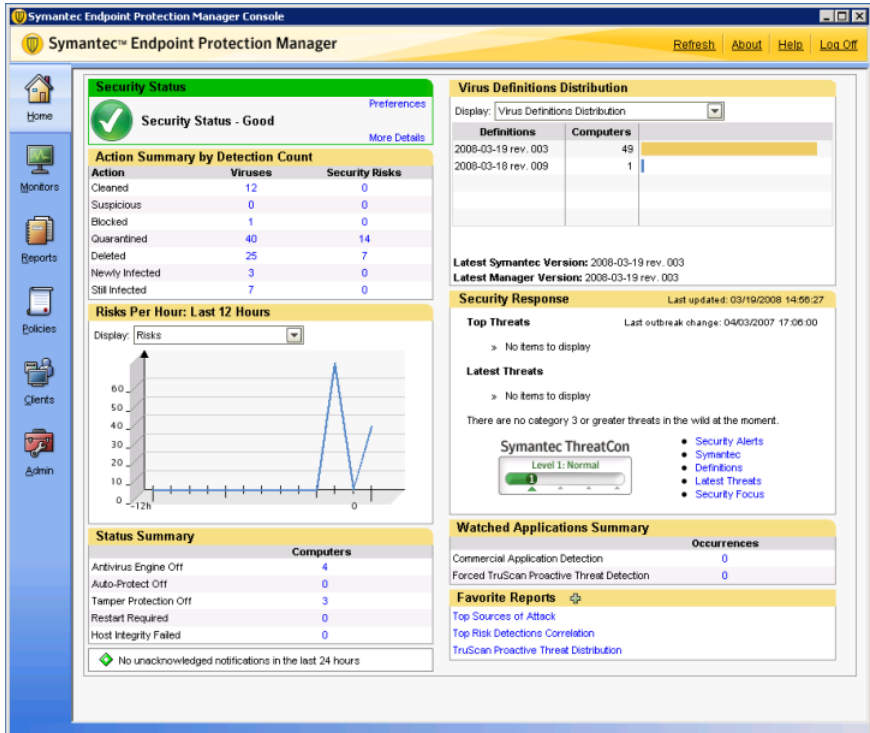 Symantec Endpoint Protection Manager Console
Symantec™ Endpoint Protection Manager
Refresh About Help Log Off
Home
Monitors
Reports
Policies
Clients
Admin
Security Status
Preferences
Security Status - Good
More Details
Action Summary by Detection Count
Action Viruses Security Risks
Cleaned 12 0
Suspicious 0 0
Blocked 1 0
Quarantined 40 14
Deleted 25 7
Newly Infected 3 0
Still Infected 7 0
Risks Per Hour: Last 12 Hours
Display: Risks
60
50
40
30
20
10
0
-12h 0
Status Summary
Computers
Antivirus Engine Off 4
Auto-Protect Off 0
Tamper Protection Off 3
Restart Required 0
Host Integrity Failed 0
No unacknowledged notifications in the last 24 hours
Virus Definitions Distribution
Display: Virus Definitions Distribution
Definitions Computers
2008-03-19 rev. 003 49
2008-03-18 rev. 009 1
Latest Symantec Version: 2008-03-19 rev. 003
Latest Manager Version: 2008-03-19 rev. 003
Security Response Last updated: 03/19/2008 14:56:27
Top Threats Last outbreak change: 04/03/2007 17:06:00
» No items to display
Latest Threats
» No items to display
There are no category 3 or greater threats in the wild at the moment.
Symantec ThreatCon
Level 1: Normal
1
• Security Alerts
• Symantec
• Definitions
• Latest Threats
• Security Focus
Watched Applications Summary
Occurrences
Commercial Application Detection 0
Forced TruScan Proactive Threat Detection 0
Favorite Reports
Top Sources of Attack
Top Risk Detections Correlation
TruScan Proactive Threat Distribution